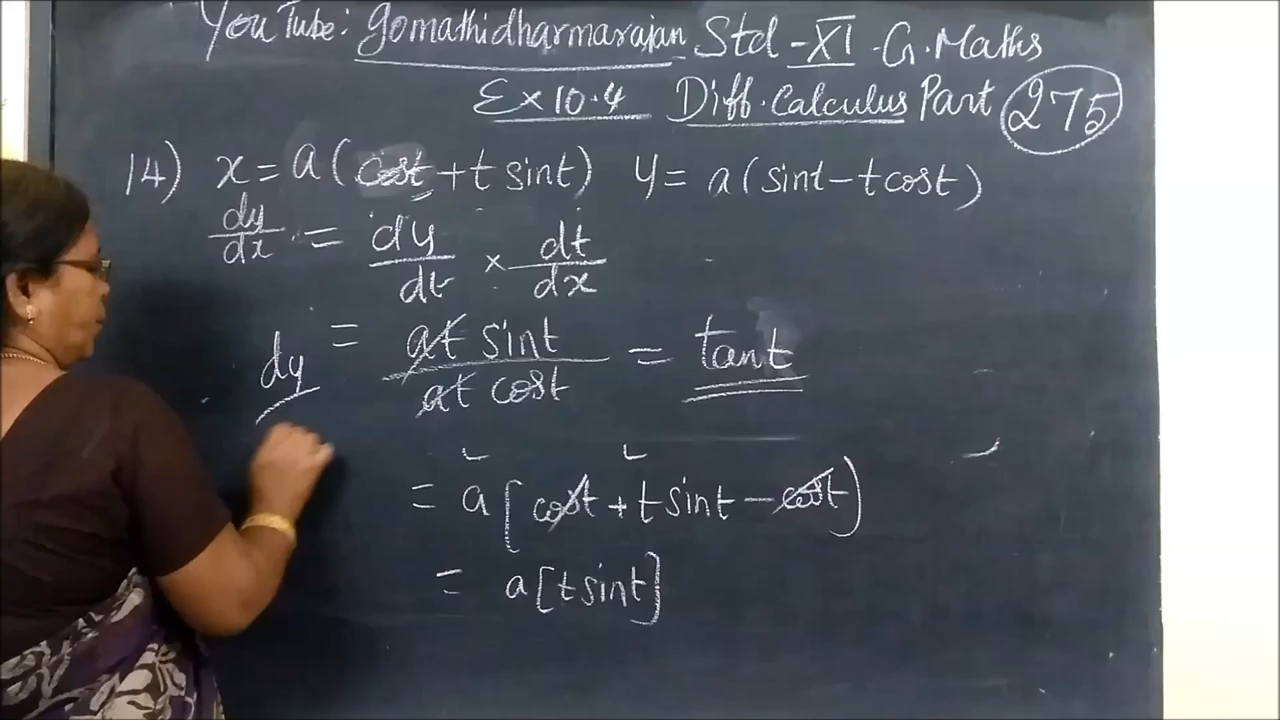 YouTube: gomathidharmarajan Std - XI - G. Maths
Ex 10.4 Diff. Calculus Part 275
14) x = a(cost + t sint) y = a(sint - t cost)
dy/dx = dy/dt × dt/dx
= at sint / at cost = tant
dy
= a[cost + t sint - cost)
= a[t sint]